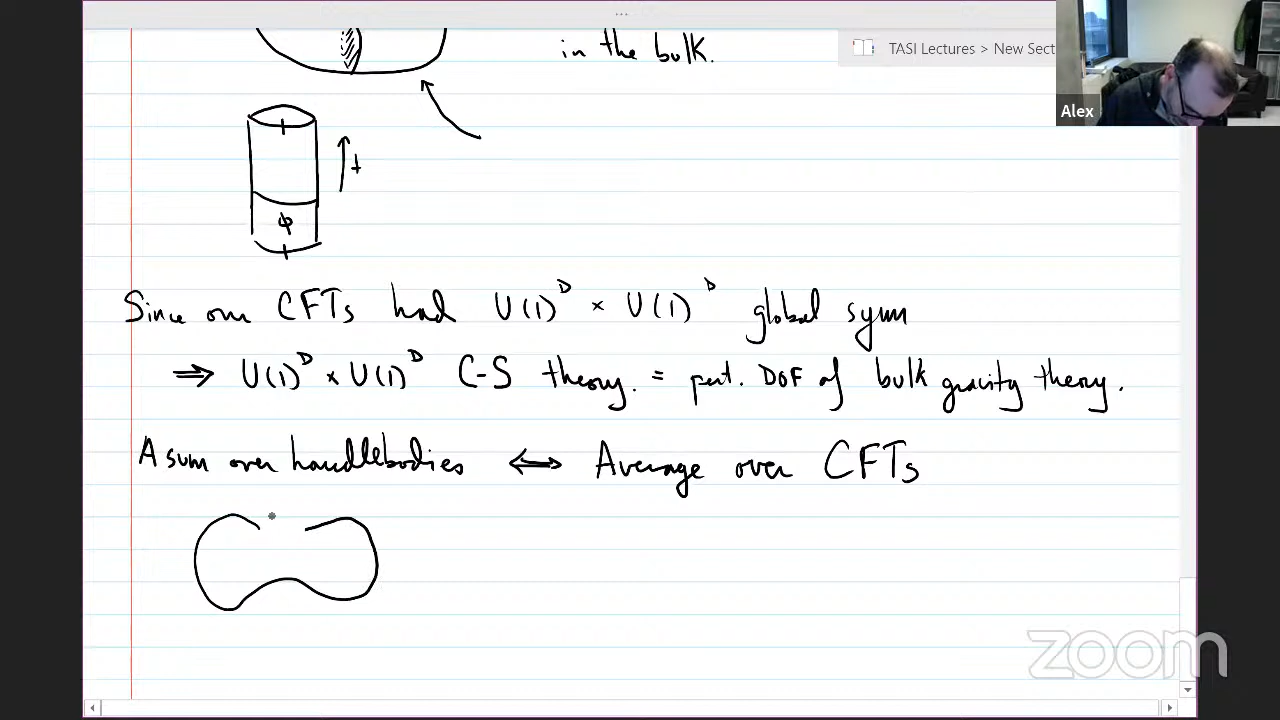 in the bulk.
TASI Lectures > New Sect
Alex
t
ϕ
Since our CFTs had U(1)^D × U(1)^D global symm
⇒ U(1)^D × U(1)^D C-S theory. = pert. DOF of bulk gravity theory.
A sum over handlebodies ⇔ Average over CFTs
zoom